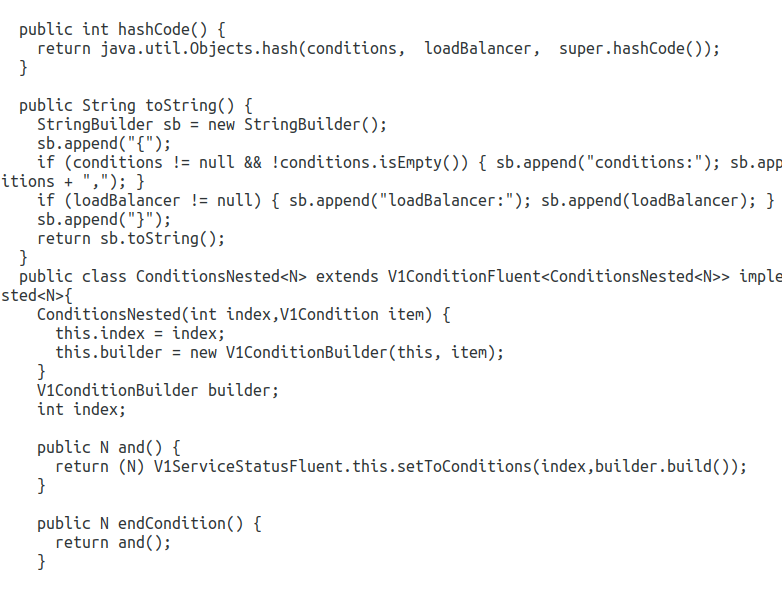 public int hashCode() {
return java.util.Objects.hash(conditions,  loadBalancer,  super.hashCode());
}
public String toString() {
StringBuilder sb = new StringBuilder();
sb.append("{");
if (conditions != null && !conditions.isEmpty()) { sb.append("conditions:"); sb.app
itions + ","); }
if (loadBalancer != null) { sb.append("loadBalancer:"); sb.append(loadBalancer); }
sb.append("}");
return sb.toString();
}
public class ConditionsNested<N> extends V1ConditionFluent<ConditionsNested<N>> imple
sted<N>{
ConditionsNested(int index,V1Condition item) {
this.index = index;
this.builder = new V1ConditionBuilder(this, item);
}
V1ConditionBuilder builder;
int index;
public N and() {
return (N) V1ServiceStatusFluent.this.setToConditions(index,builder.build());
}
public N endCondition() {
return and();
}